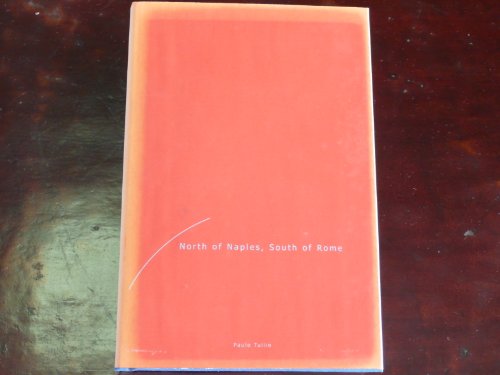 North of Naples, South of Rome
Paolo Tullio